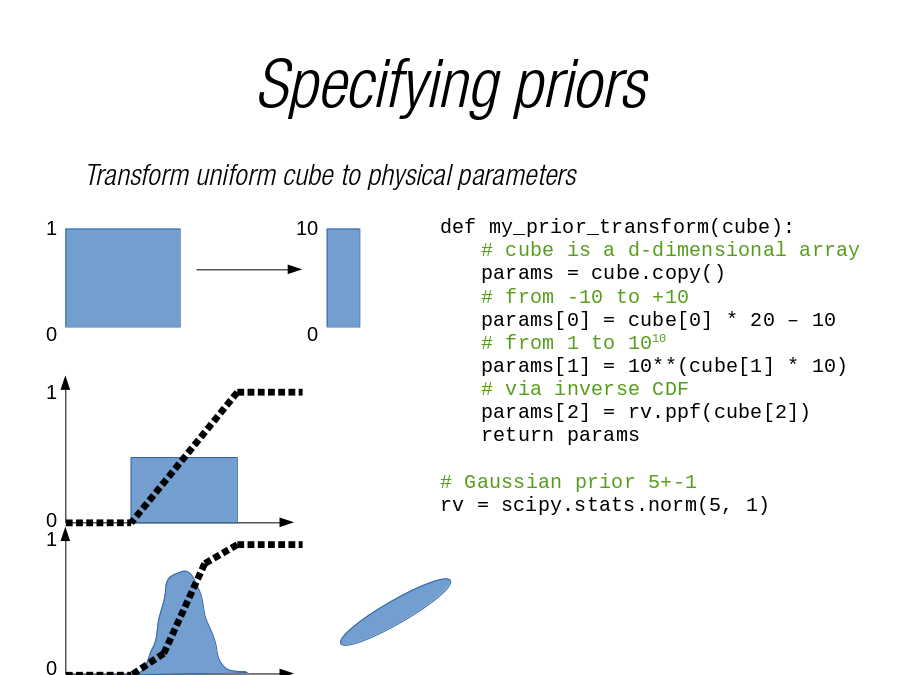 Specifying priors
Transform uniform cube to physical parameters
1
0
10
0
1
0
1
0
def my_prior_transform(cube):
# cube is a d-dimensional array
params = cube.copy()
# from -10 to +10
params[0] = cube[0] * 20 – 10
# from 1 to 10¹⁰
params[1] = 10**(cube[1] * 10)
# via inverse CDF
params[2] = rv.ppf(cube[2])
return params
# Gaussian prior 5+-1
rv = scipy.stats.norm(5, 1)